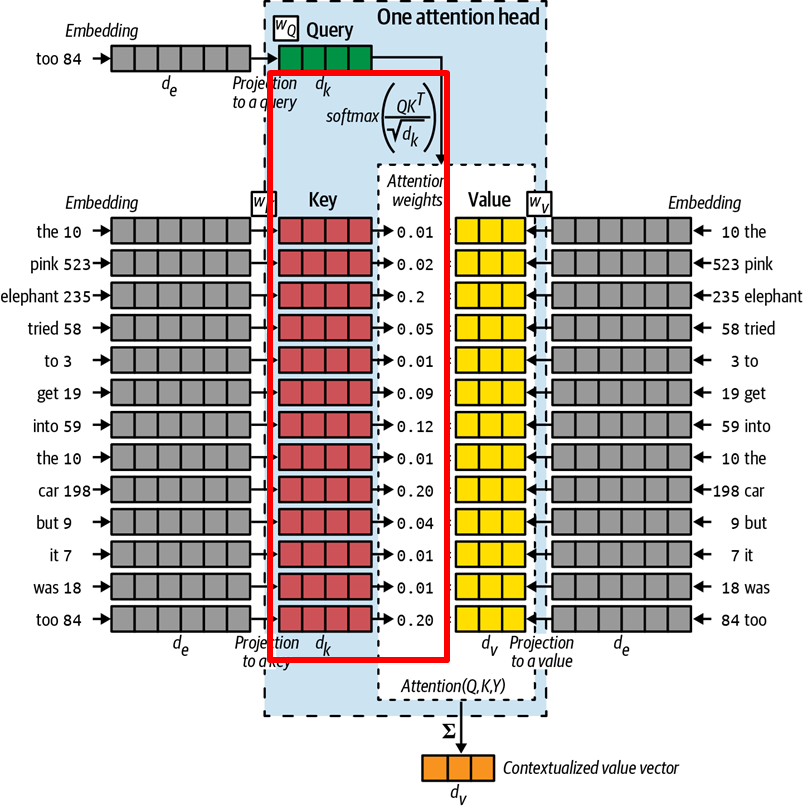 One attention head
Embedding
W_Q Query
too 84
d_e
Projection
to a query
d_k
softmax(QK^T / √d_k)
Embedding
Key
Attention
weights
Value
W_V
Embedding
the 10 0.01 10 the
pink 523 0.02 523 pink
elephant 235 0.2 235 elephant
tried 58 0.05 58 tried
to 3 0.01 3 to
get 19 0.09 19 get
into 59 0.12 59 into
the 10 0.01 10 the
car 198 0.20 198 car
but 9 0.04 9 but
it 7 0.01 7 it
was 18 0.01 18 was
too 84 0.20 84 too
d_e
Projection
to a key
d_k
d_v
Projection
to a value
d_e
Attention(Q,K,Y)
Σ
Contextualized value vector
d_v